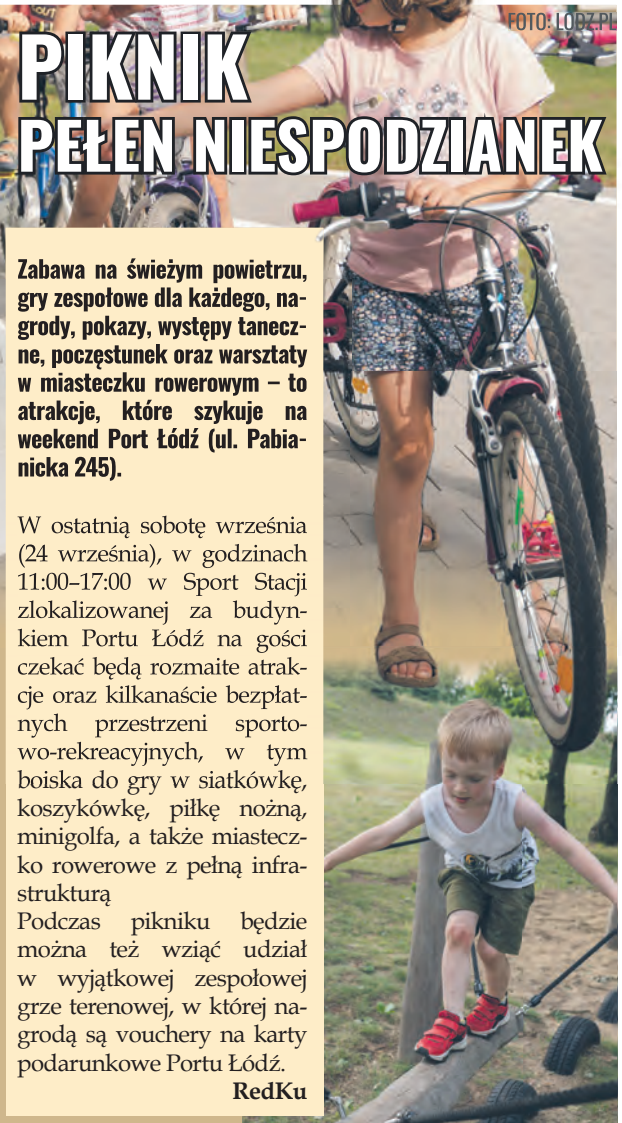 FOTO: LODZ.PL
PIKNIK
PEŁEN NIESPODZIANEK
Zabawa na świeżym powietrzu,
gry zespołowe dla każdego, na-
grody, pokazy, występy tanecz-
ne, poczęstunek oraz warsztaty
w miasteczku rowerowym – to
atrakcje, które szykuje na
weekend Port Łódź (ul. Pabia-
nicka 245).
W ostatnią sobotę września
(24 września), w godzinach
11:00–17:00 w Sport Stacji
zlokalizowanej za budyn-
kiem Portu Łódź na gości
czekać będą rozmaite atrak-
cje oraz kilkanaście bezpłat-
nych przestrzeni sporto-
wo-rekreacyjnych, w tym
boiska do gry w siatkówkę,
koszykówkę, piłkę nożną,
minigolfa, a także miastecz-
ko rowerowe z pełną infra-
strukturą
Podczas pikniku będzie
można też wziąć udział
w wyjątkowej zespołowej
grze terenowej, w której na-
grodą są vouchery na karty
podarunkowe Portu Łódź.
RedKu